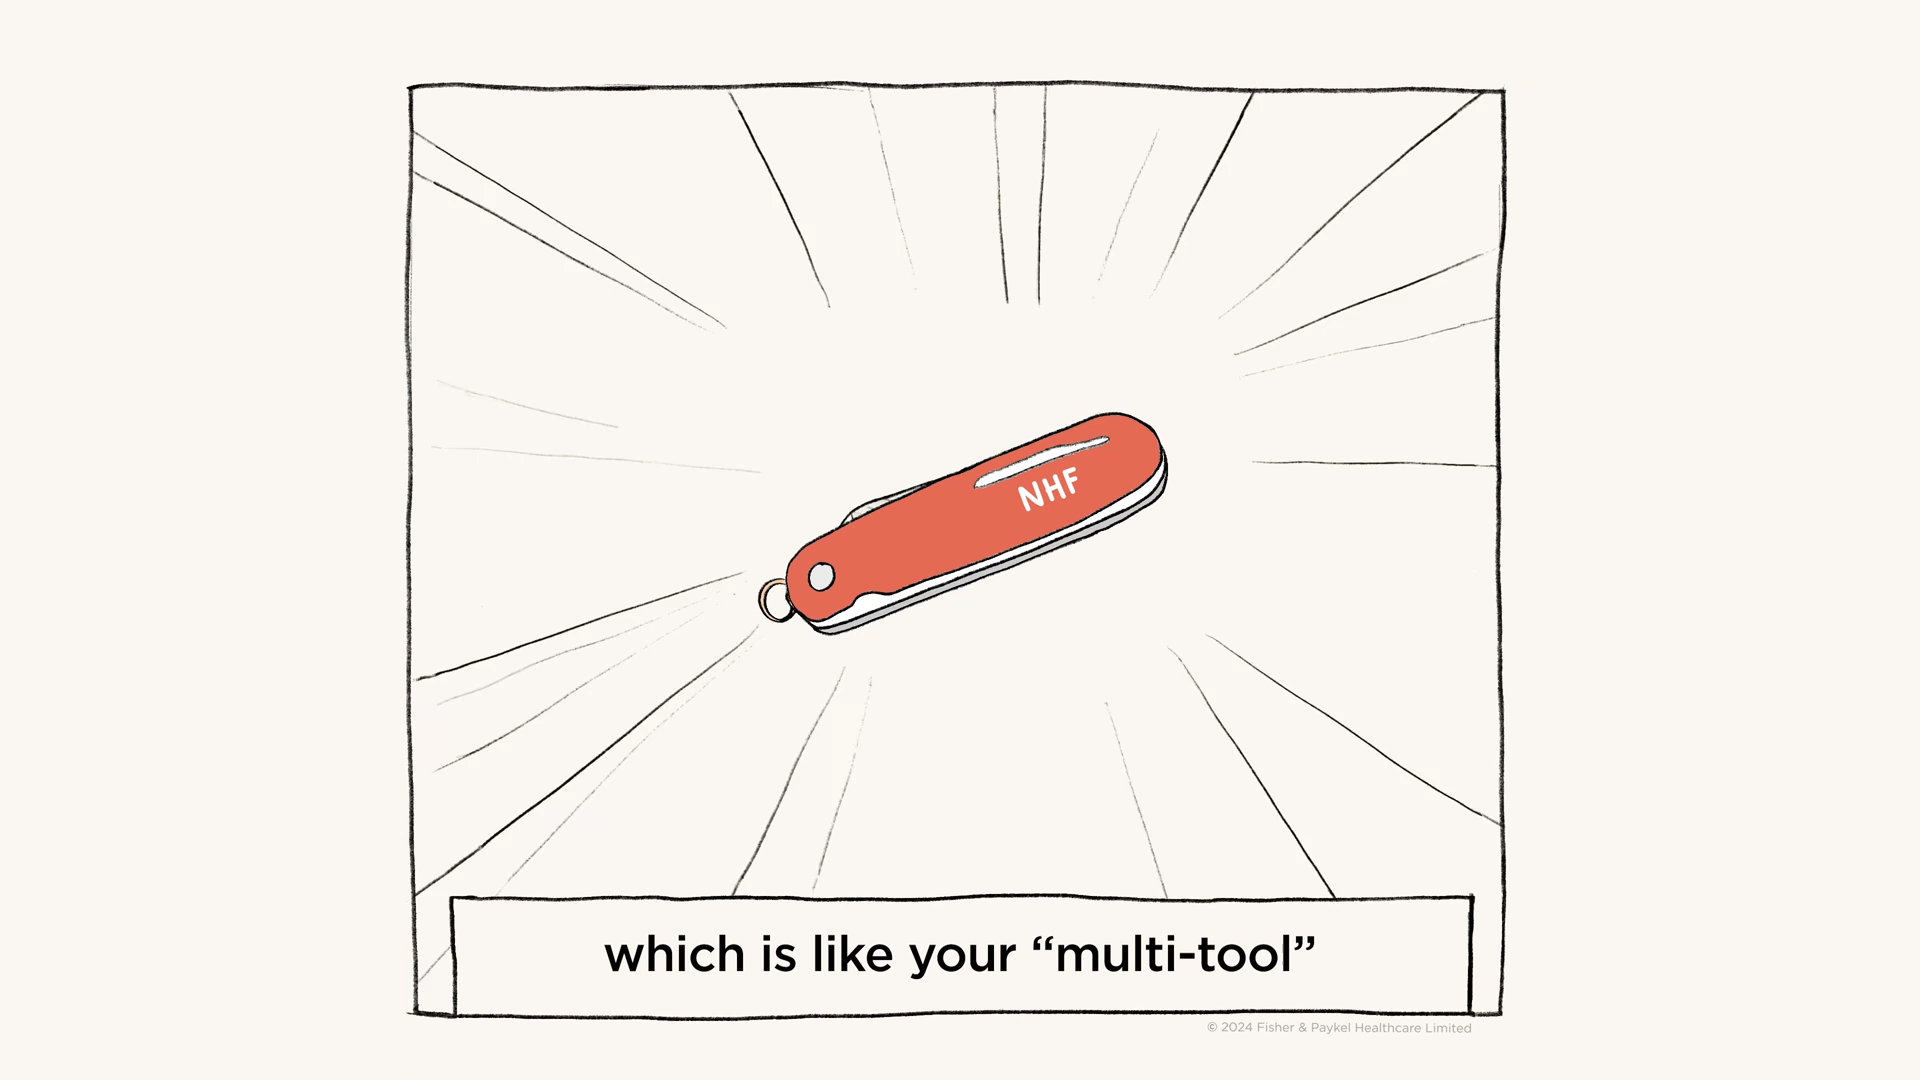 NHF
which is like your “multi-tool”
© 2024 Fisher & Paykel Healthcare Limited